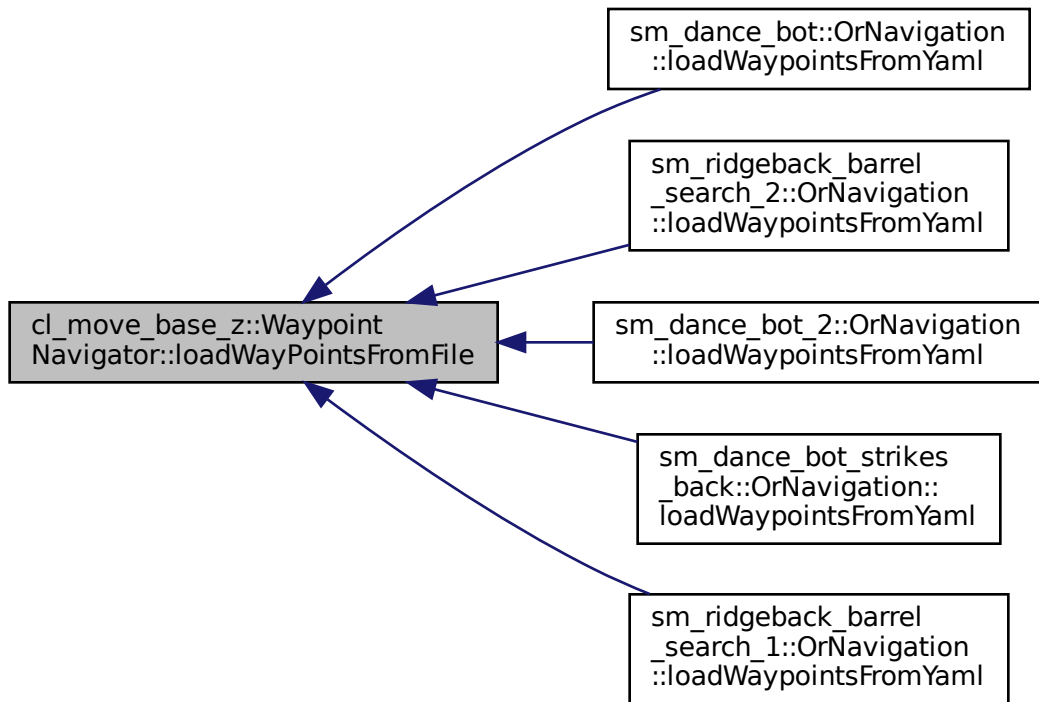 sm_dance_bot::OrNavigation
::loadWaypointsFromYaml
sm_ridgeback_barrel
_search_2::OrNavigation
::loadWaypointsFromYaml
cl_move_base_z::Waypoint
Navigator::loadWayPointsFromFile
sm_dance_bot_2::OrNavigation
::loadWaypointsFromYaml
sm_dance_bot_strikes
_back::OrNavigation::
loadWaypointsFromYaml
sm_ridgeback_barrel
_search_1::OrNavigation
::loadWaypointsFromYaml